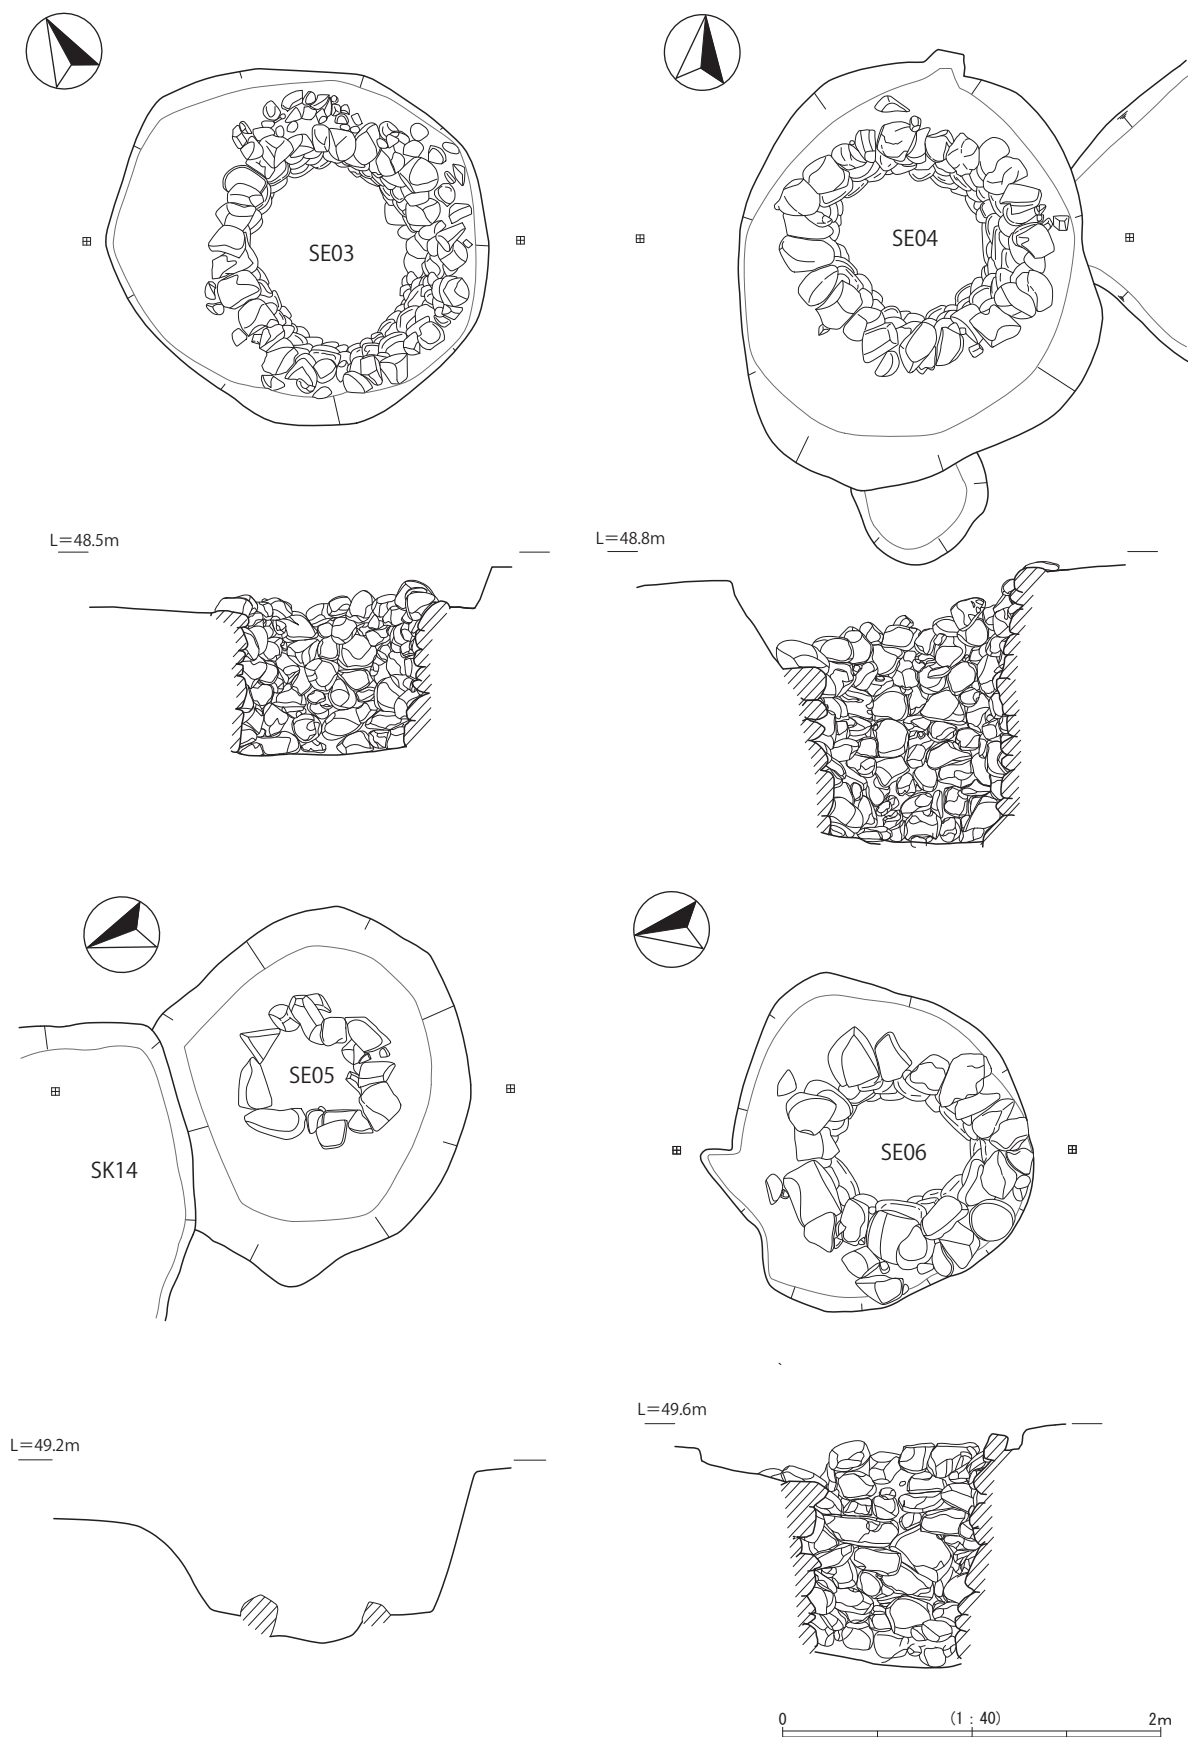 SE03
SE04
L=48.5m
L=48.8m
SE05
SK14
SE06
L=49.2m
L=49.6m
0 (1：40) 2m